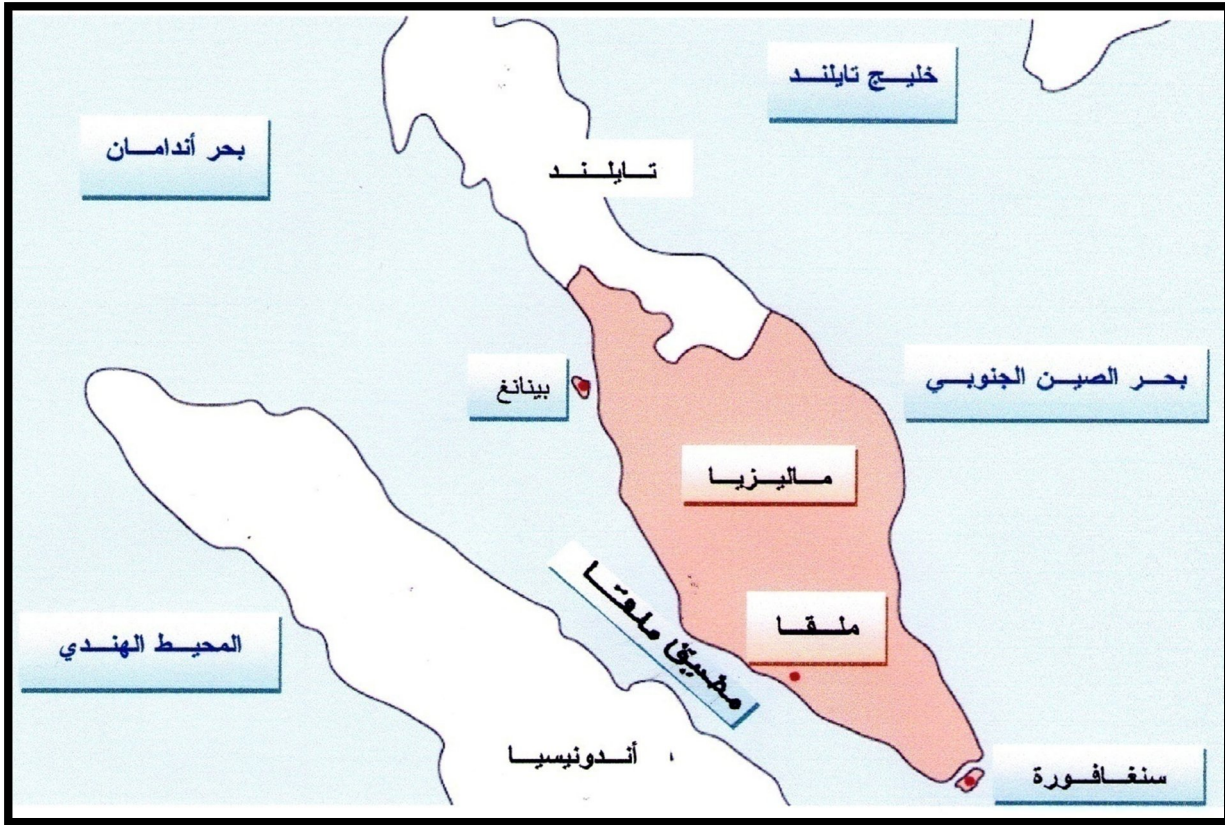 خليج تايلند
بحر أندامان
تايلند
بحر الصين الجنوبي
بينانغ
ماليزيا
مضيق ملقا
ملقا
المحيط الهندي
أندونيسيا
سنغافورة